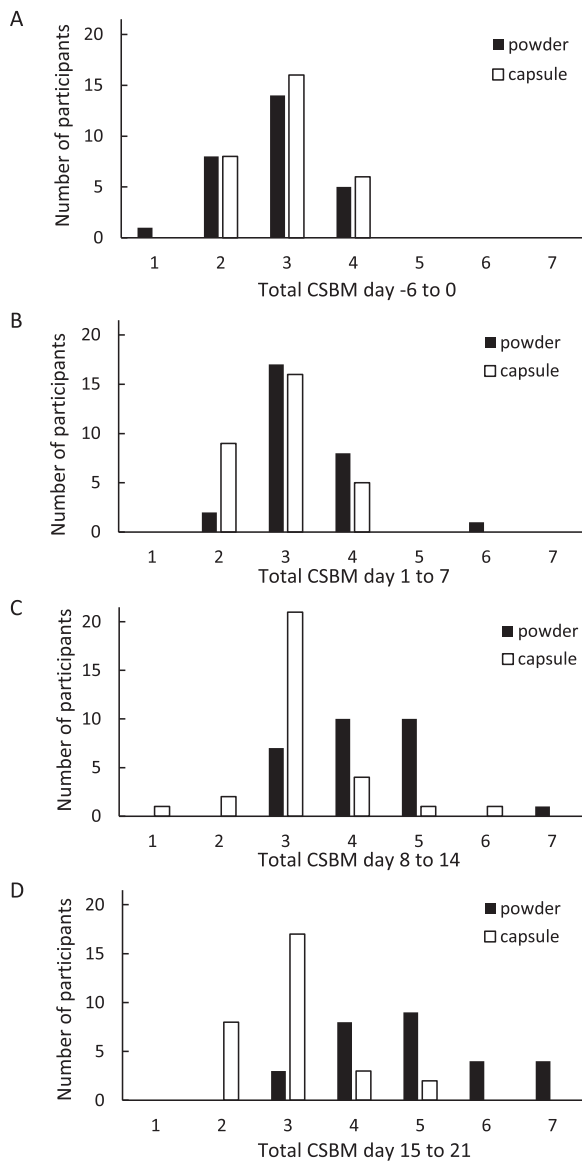 A
Number of participants
20
15
10
5
0
powder
capsule
1 2 3 4 5 6 7
Total CSBM day -6 to 0
B
Number of participants
20
15
10
5
0
powder
capsule
1 2 3 4 5 6 7
Total CSBM day 1 to 7
C
Number of participants
20
15
10
5
0
powder
capsule
1 2 3 4 5 6 7
Total CSBM day 8 to 14
D
Number of participants
20
15
10
5
0
powder
capsule
1 2 3 4 5 6 7
Total CSBM day 15 to 21